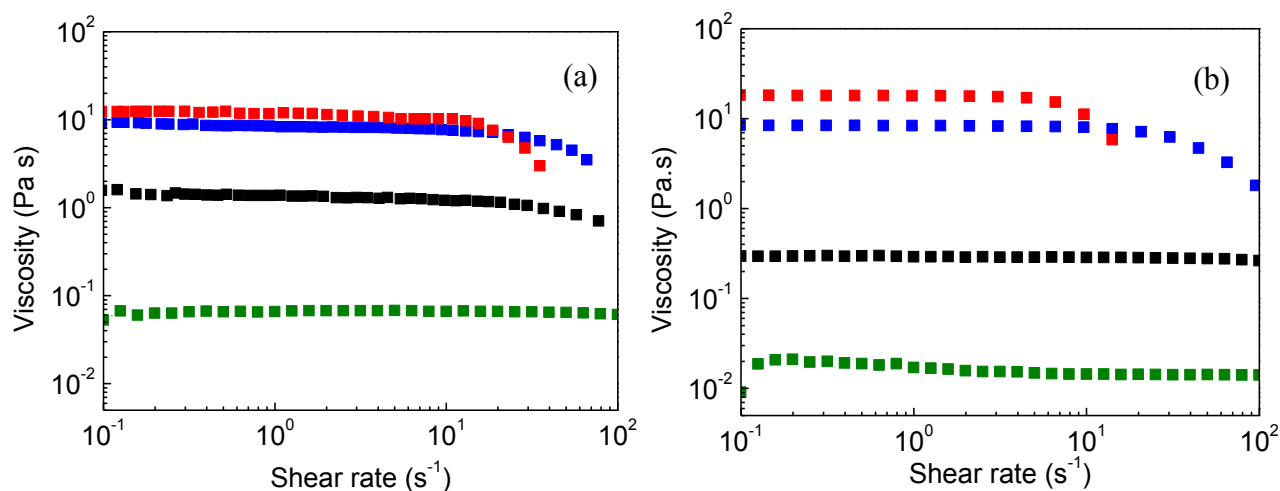 (a)
Viscosity (Pa s)
10²
10¹
10⁰
10⁻¹
10⁻²
10⁻¹ 10⁰ 10¹ 10²
Shear rate (s⁻¹)
(b)
Viscosity (Pa.s)
10²
10¹
10⁰
10⁻¹
10⁻²
10⁻¹ 10⁰ 10¹ 10²
Shear rate (s⁻¹)